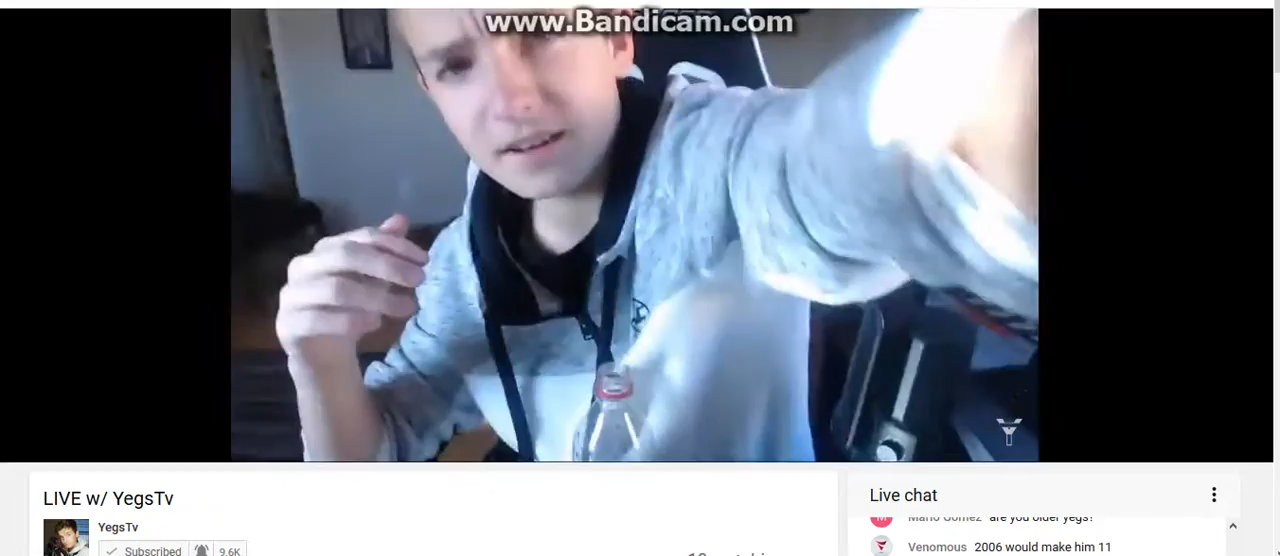 www.Bandicam.com
LIVE w/ YegsTv
YegsTv
Subscribed 9.6K
Live chat
Mario Gomez are you older yegs?
Venomous 2006 would make him 11